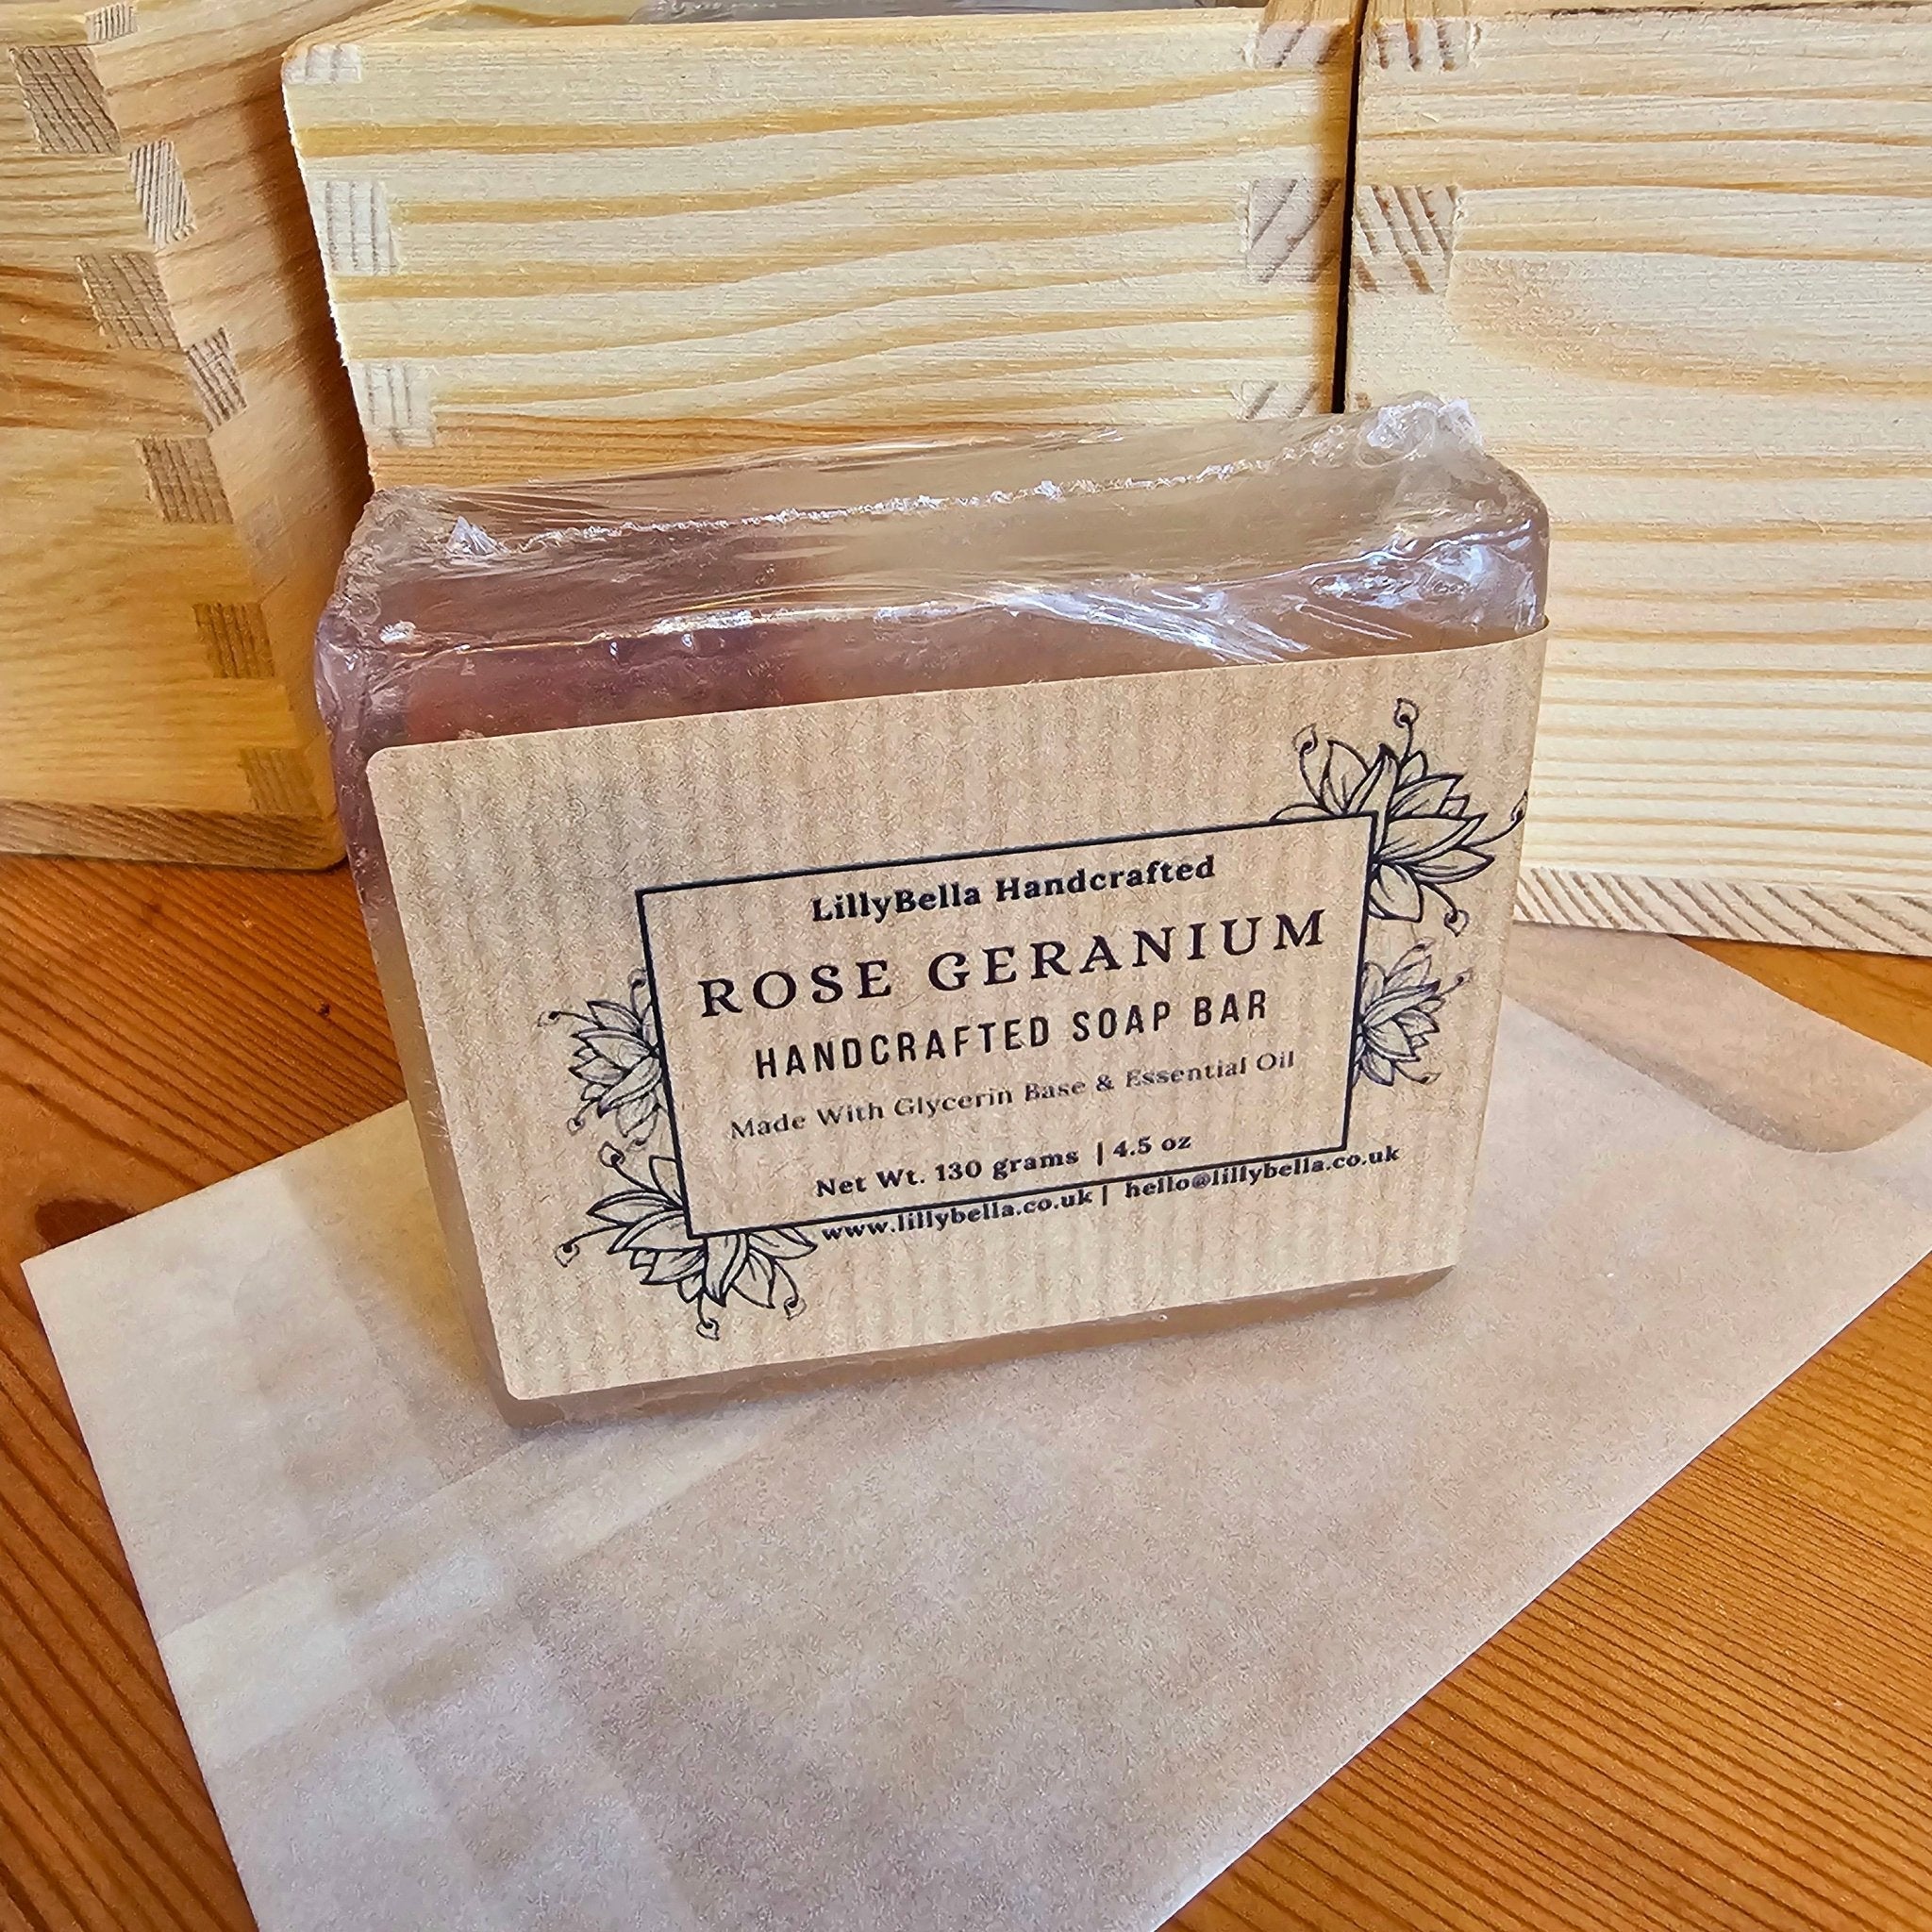 LillyBella Handcrafted
ROSE GERANIUM
HANDCRAFTED SOAP BAR
Made With Glycerin Base & Essential Oil
Net Wt. 130 grams | 4.5 oz
www.lillybella.co.uk | hello@lillybella.co.uk